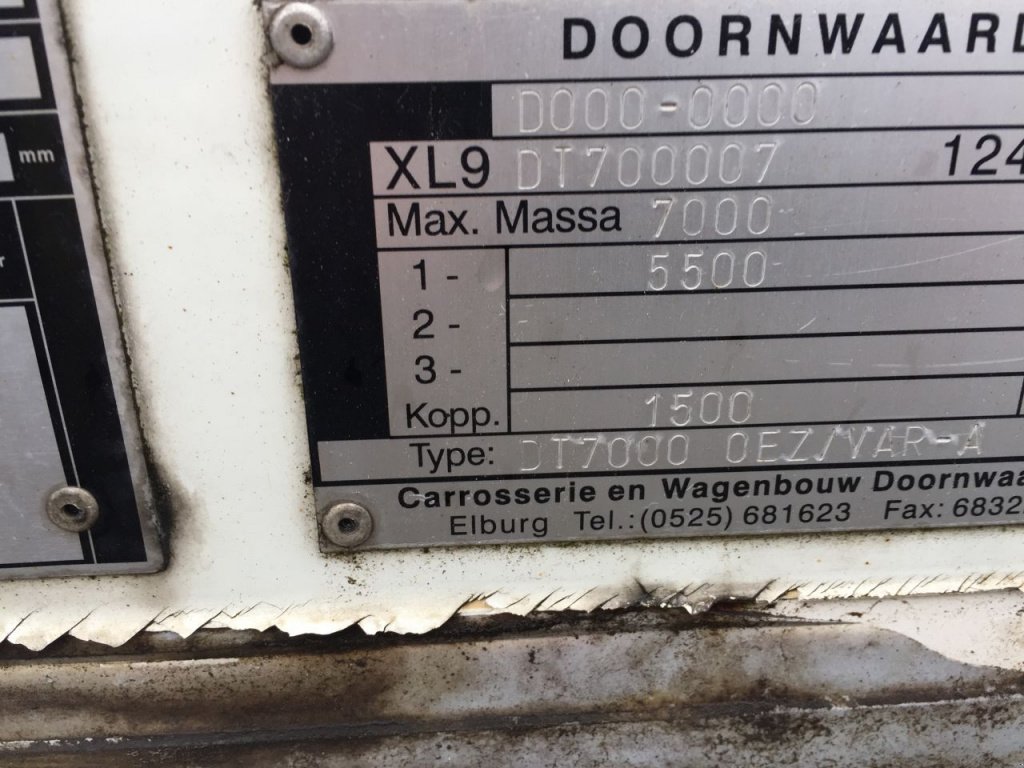 DOORNWAARD
D000-0000
XL9 DT700007 124
mm
Max. Massa 7000
1- 5500
r
2-
3-
Kopp. 1500
Type: DT7000 OEZ/VAR-A
Carrosserie en Wagenbouw Doornwaa
Elburg Tel.:(0525) 681623 Fax: 6832